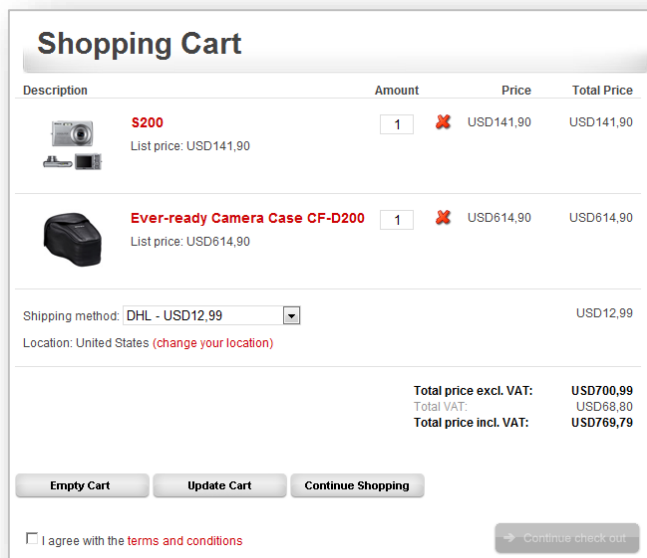 Shopping Cart
Description Amount Price Total Price
S200 1 USD141,90 USD141,90
List price: USD141,90
Ever-ready Camera Case CF-D200 1 USD614,90 USD614,90
List price: USD614,90
Shipping method: DHL - USD12,99 USD12,99
Location: United States (change your location)
Total price excl. VAT: USD700,99
Total VAT: USD68,80
Total price incl. VAT: USD769,79
Empty Cart Update Cart Continue Shopping
I agree with the terms and conditions Continue check out